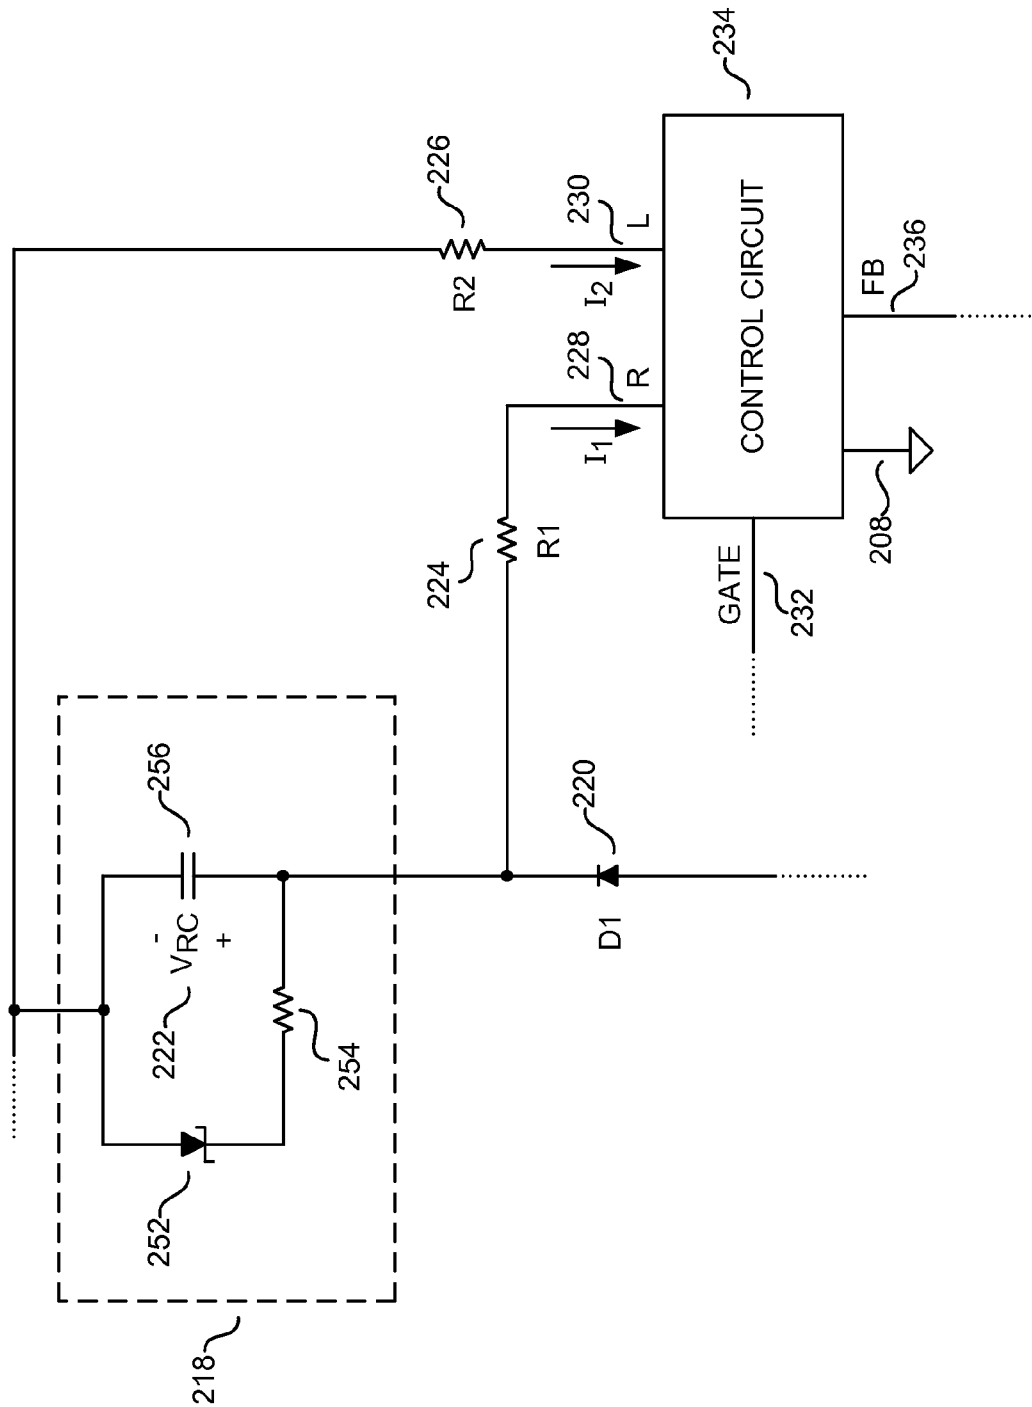 218
252
222
- VRC +
256
254
D1
220
224
R1
226
R2
I1
228
R
I2
230
L
GATE
232
CONTROL CIRCUIT
234
208
FB
236